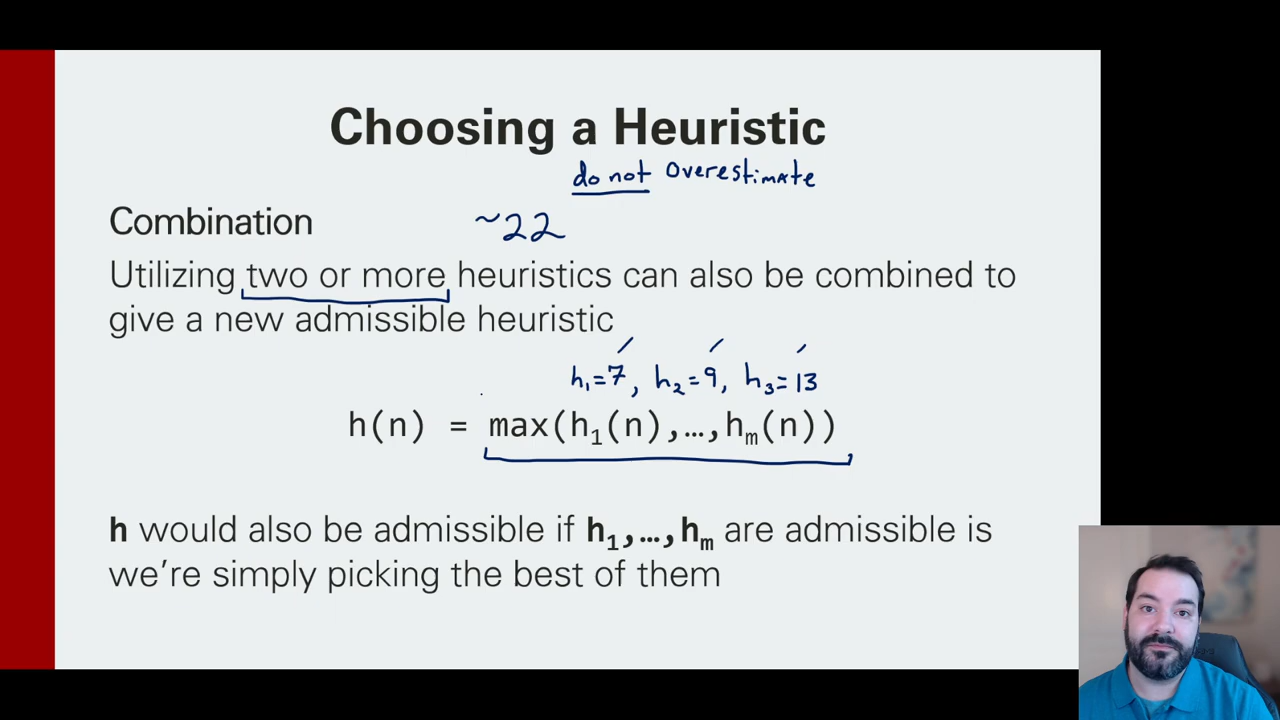 Choosing a Heuristic
do not Overestimate
Combination ~22
Utilizing two or more heuristics can also be combined to
give a new admissible heuristic
h₁=7, h₂=9, h₃=13
h(n) = max(h₁(n),…,hₘ(n))
h would also be admissible if h₁,…,hₘ are admissible is
we're simply picking the best of them